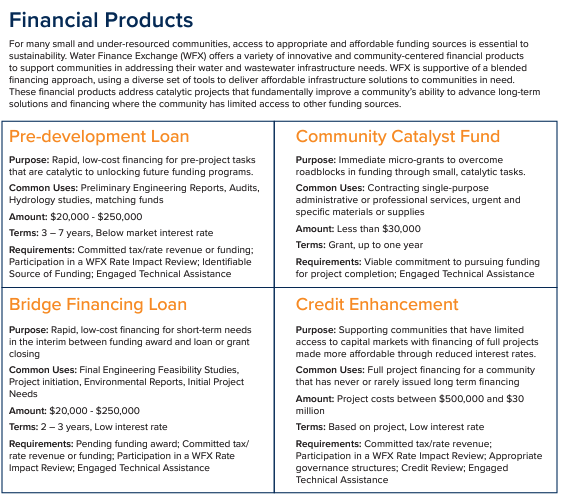 Financial Products
For many small and under-resourced communities, access to appropriate and affordable funding sources is essential to
sustainability. Water Finance Exchange (WFX) offers a variety of innovative and community-centered financial products
to support communities in addressing their water and wastewater infrastructure needs. WFX is supportive of a blended
financing approach, using a diverse set of tools to deliver affordable infrastructure solutions to communities in need.
These financial products address catalytic projects that fundamentally improve a community's ability to advance long-term
solutions and financing where the community has limited access to other funding sources.
Pre-development Loan
Purpose: Rapid, low-cost financing for pre-project tasks
that are catalytic to unlocking future funding programs.
Common Uses: Preliminary Engineering Reports, Audits,
Hydrology studies, matching funds
Amount: $20,000 - $250,000
Terms: 3 – 7 years, Below market interest rate
Requirements: Committed tax/rate revenue or funding;
Participation in a WFX Rate Impact Review; Identifiable
Source of Funding; Engaged Technical Assistance
Community Catalyst Fund
Purpose: Immediate micro-grants to overcome
roadblocks in funding through small, catalytic tasks.
Common Uses: Contracting single-purpose
administrative or professional services, urgent and
specific materials or supplies
Amount: Less than $30,000
Terms: Grant, up to one year
Requirements: Viable commitment to pursuing funding
for project completion; Engaged Technical Assistance
Bridge Financing Loan
Purpose: Rapid, low-cost financing for short-term needs
in the interim between funding award and loan or grant
closing
Common Uses: Final Engineering Feasibility Studies,
Project initiation, Environmental Reports, Initial Project
Needs
Amount: $20,000 - $250,000
Terms: 2 – 3 years, Low interest rate
Requirements: Pending funding award; Committed tax/
rate revenue or funding; Participation in a WFX Rate
Impact Review; Engaged Technical Assistance
Credit Enhancement
Purpose: Supporting communities that have limited
access to capital markets with financing of full projects
made more affordable through reduced interest rates.
Common Uses: Full project financing for a community
that has never or rarely issued long term financing
Amount: Project costs between $500,000 and $30
million
Terms: Based on project, Low interest rate
Requirements: Committed tax/rate revenue;
Participation in a WFX Rate Impact Review; Appropriate
governance structures; Credit Review; Engaged
Technical Assistance